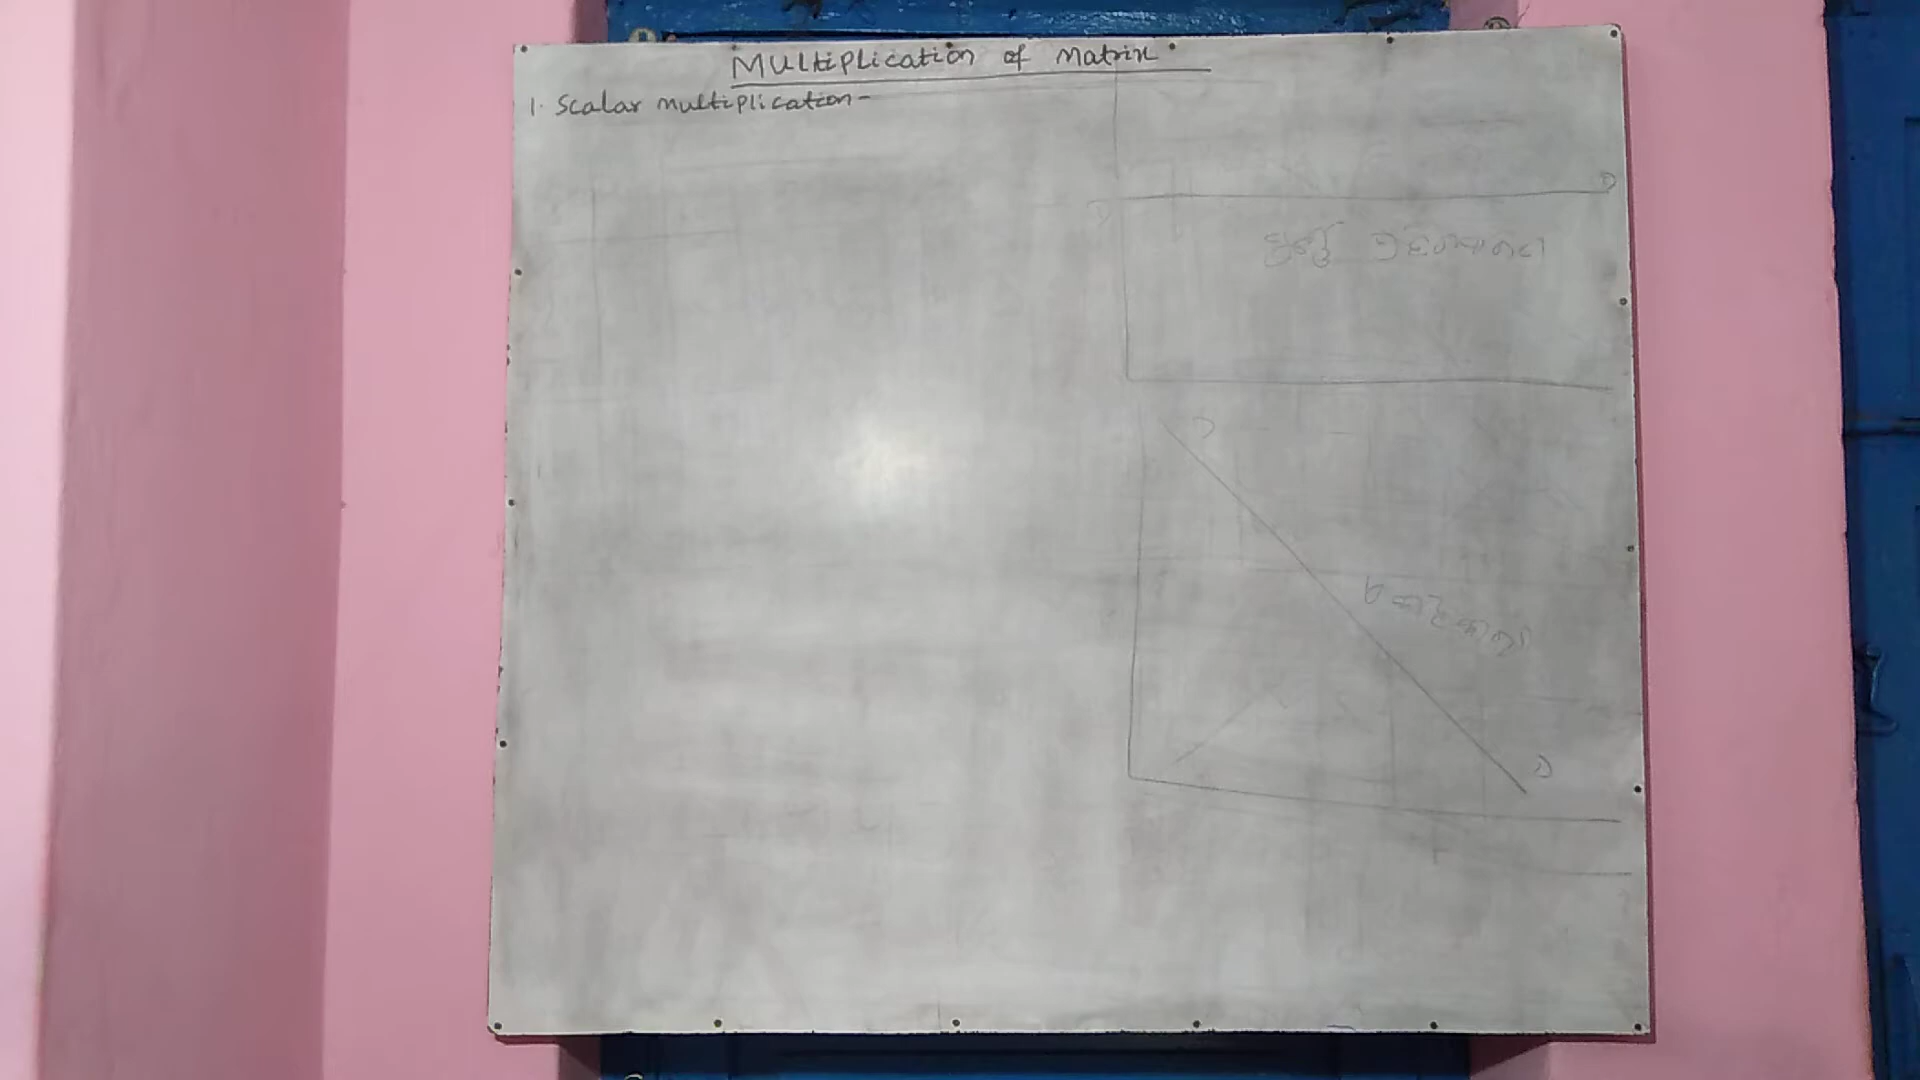 Multiplication of Matrix
1. Scalar multiplication -